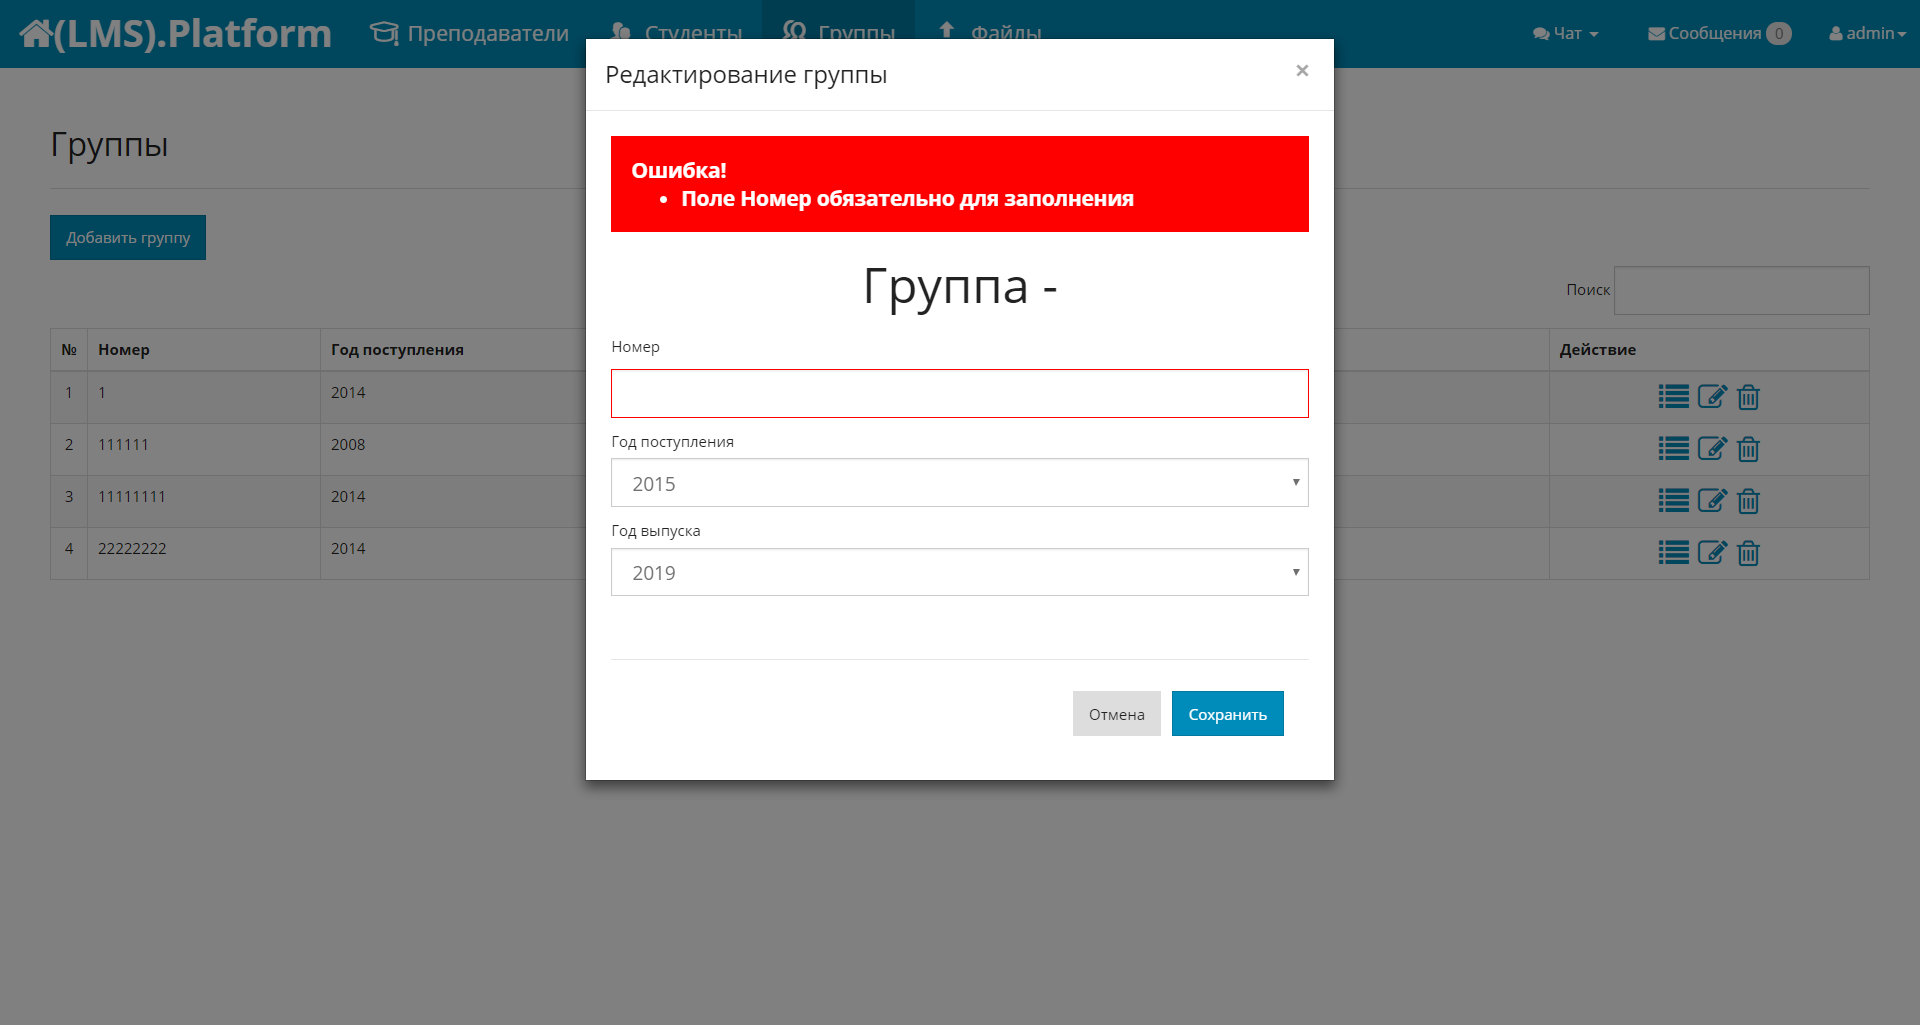 (LMS).Platform Преподаватели Студенты Группы Файлы Чат Сообщения 0 admin
Редактирование группы ×
Группы
Ошибка!
• Поле Номер обязательно для заполнения
Добавить группу
Группа -
Поиск
Номер
№ Номер Год поступления Действие
1 1 2014
2 111111 2008
3 11111111 2014
4 22222222 2014
Год поступления
2015
Год выпуска
2019
Отмена Сохранить